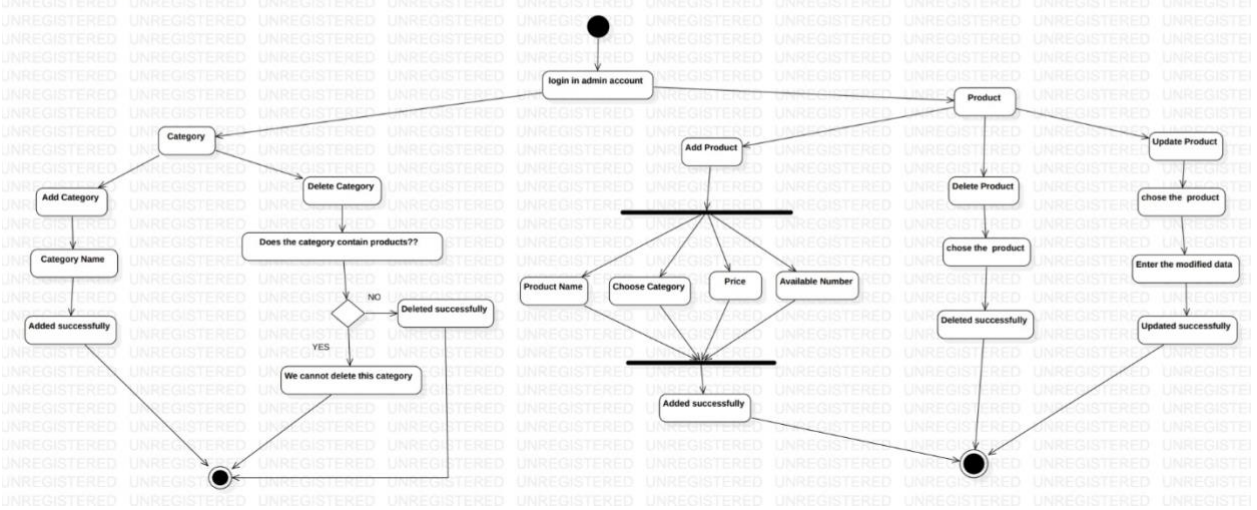 login in admin account
Category
Product
Add Category
Delete Category
Add Product
Delete Product
Update Product
Category Name
Does the category contain products??
chose the product
chose the product
Product Name
Choose Category
Price
Available Number
Enter the modified data
Added successfully
NO
Deleted successfully
YES
Deleted successfully
Updated successfully
We cannot delete this category
Added successfully
UNREGISTERED